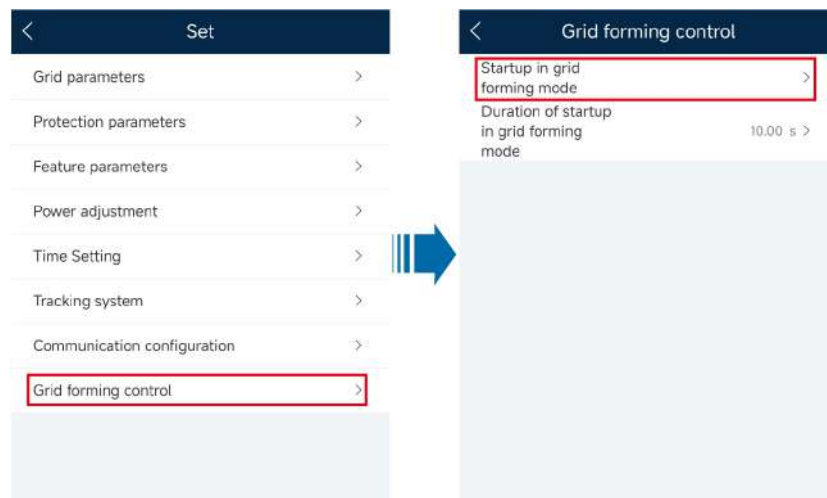 Set
Grid parameters
Protection parameters
Feature parameters
Power adjustment
Time Setting
Tracking system
Communication configuration
Grid forming control
Grid forming control
Startup in grid
forming mode
Duration of startup
in grid forming
mode
10.00 s